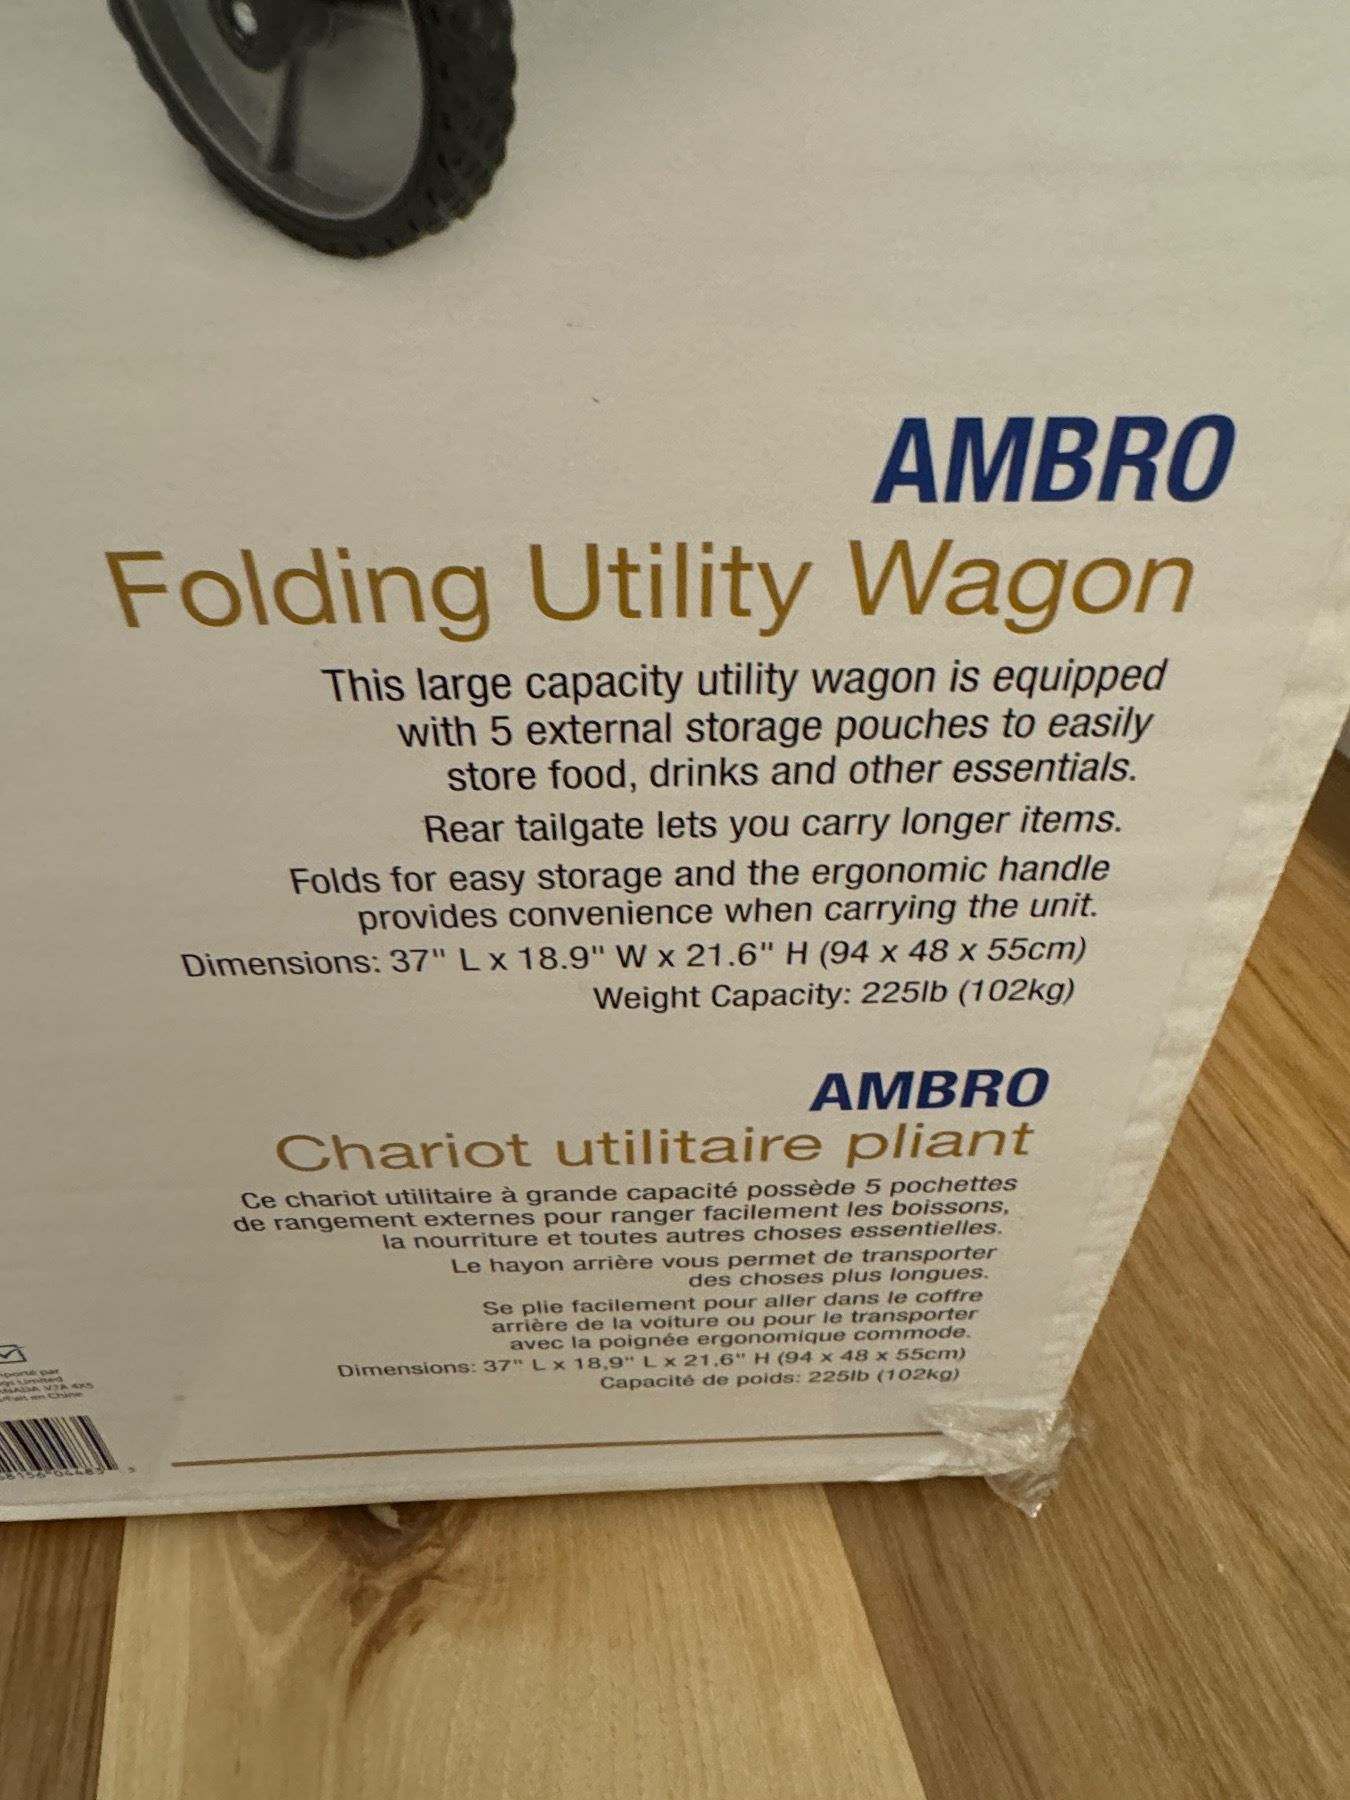 AMBRO
Folding Utility Wagon
This large capacity utility wagon is equipped
with 5 external storage pouches to easily
store food, drinks and other essentials.
Rear tailgate lets you carry longer items.
Folds for easy storage and the ergonomic handle
provides convenience when carrying the unit.
Dimensions: 37" L x 18.9" W x 21.6" H (94 x 48 x 55cm)
Weight Capacity: 225lb (102kg)
AMBRO
Chariot utilitaire pliant
Ce chariot utilitaire à grande capacité possède 5 pochettes
de rangement externes pour ranger facilement les boissons,
la nourriture et toutes autres choses essentielles.
Le hayon arrière vous permet de transporter
des choses plus longues.
Se plie facilement pour aller dans le coffre
arrière de la voiture ou pour le transporter
avec la poignée ergonomique commode.
Dimensions: 37" L x 18,9" L x 21,6" H (94 x 48 x 55cm)
Capacité de poids: 225lb (102kg)
par
Limited
V7A 4X5
en Chine